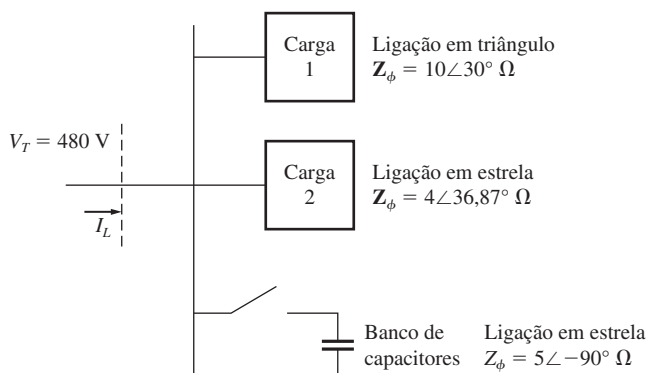 Carga
1
Ligação em triângulo
Z_ϕ = 10∠30° Ω
V_T = 480 V
Carga
2
Ligação em estrela
Z_ϕ = 4∠36,87° Ω
I_L
Banco de
capacitores
Ligação em estrela
Z_ϕ = 5∠−90° Ω